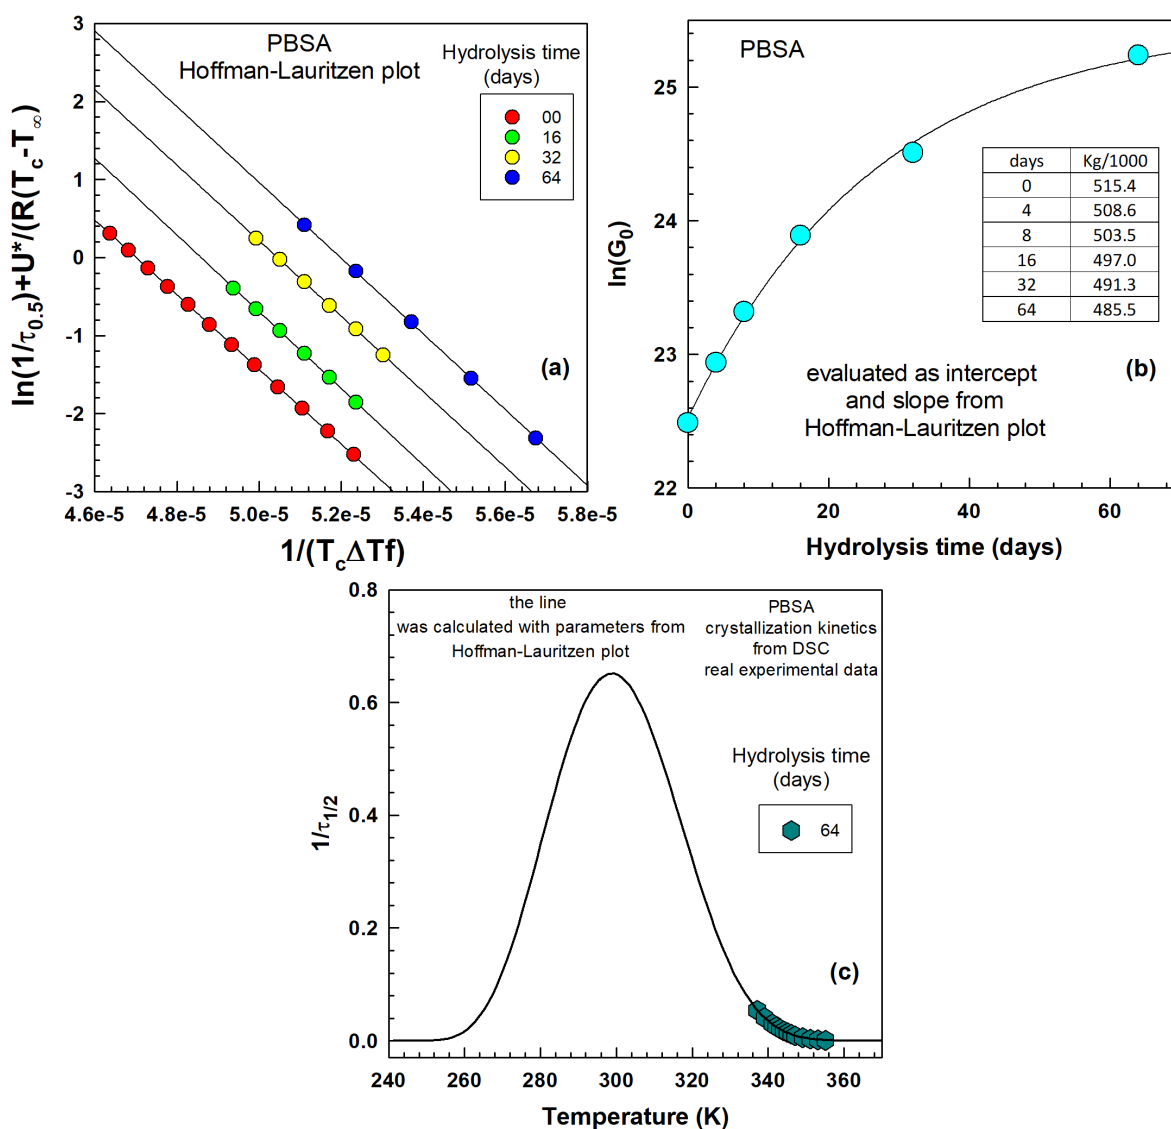 PBSA
Hoffman-Lauritzen plot
Hydrolysis time
(days)
00
16
32
64
(a)
3
2
1
0
-1
-2
-3
4.6e-5 4.8e-5 5.0e-5 5.2e-5 5.4e-5 5.6e-5 5.8e-5
ln(1/τ0.5)+U*/(R(Tc-T∞)
1/(TcΔTf)
PBSA
25
24
23
22
ln(G0)
days Kg/1000
0 515.4
4 508.6
8 503.5
16 497.0
32 491.3
64 485.5
(b)
evaluated as intercept
and slope from
Hoffman-Lauritzen plot
0 20 40 60
Hydrolysis time (days)
the line
was calculated with parameters from
Hoffman-Lauritzen plot
PBSA
crystallization kinetics
from DSC
real experimental data
Hydrolysis time
(days)
64
(c)
0.8
0.6
0.4
0.2
0.0
1/τ1/2
240 260 280 300 320 340 360
Temperature (K)